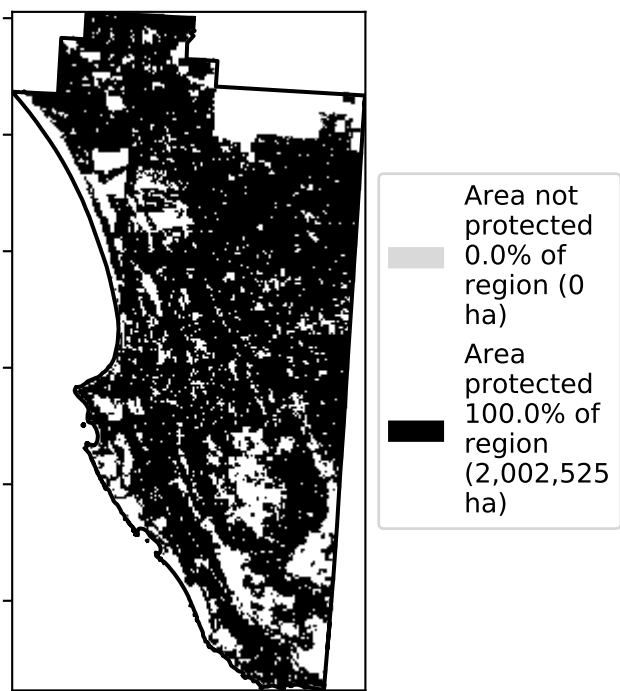 Area not
protected
0.0% of
region (0
ha)
Area
protected
100.0% of
region
(2,002,525
ha)